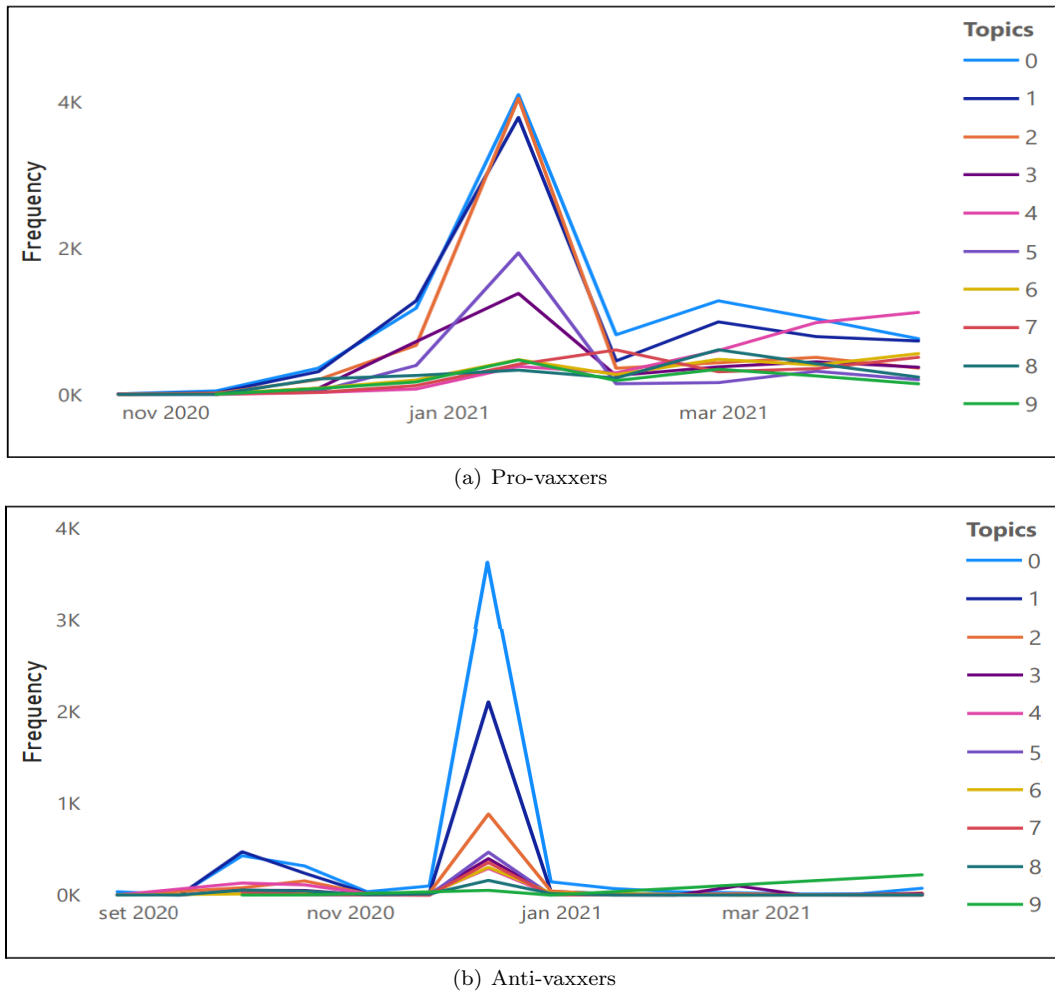 Topics
0
1
2
3
4
5
6
7
8
9
Frequency
4K
2K
0K
nov 2020 jan 2021 mar 2021
(a) Pro-vaxxers
Topics
0
1
2
3
4
5
6
7
8
9
Frequency
4K
3K
2K
1K
0K
set 2020 nov 2020 jan 2021 mar 2021
(b) Anti-vaxxers